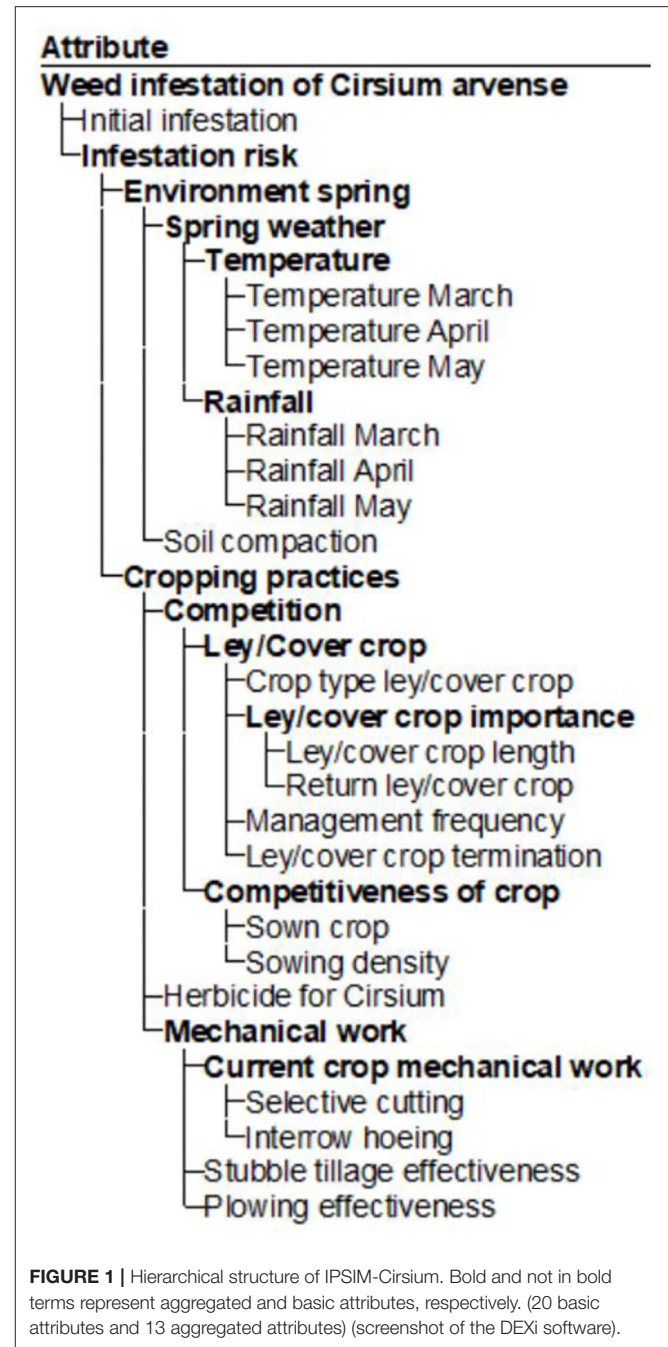 Attribute
Weed infestation of Cirsium arvense
Initial infestation
Infestation risk
Environment spring
Spring weather
Temperature
Temperature March
Temperature April
Temperature May
Rainfall
Rainfall March
Rainfall April
Rainfall May
Soil compaction
Cropping practices
Competition
Ley/Cover crop
Crop type ley/cover crop
Ley/cover crop importance
Ley/cover crop length
Return ley/cover crop
Management frequency
Ley/cover crop termination
Competitiveness of crop
Sown crop
Sowing density
Herbicide for Cirsium
Mechanical work
Current crop mechanical work
Selective cutting
Interrow hoeing
Stubble tillage effectiveness
Plowing effectiveness
FIGURE 1 | Hierarchical structure of IPSIM-Cirsium. Bold and not in bold
terms represent aggregated and basic attributes, respectively. (20 basic
attributes and 13 aggregated attributes) (screenshot of the DEXi software).